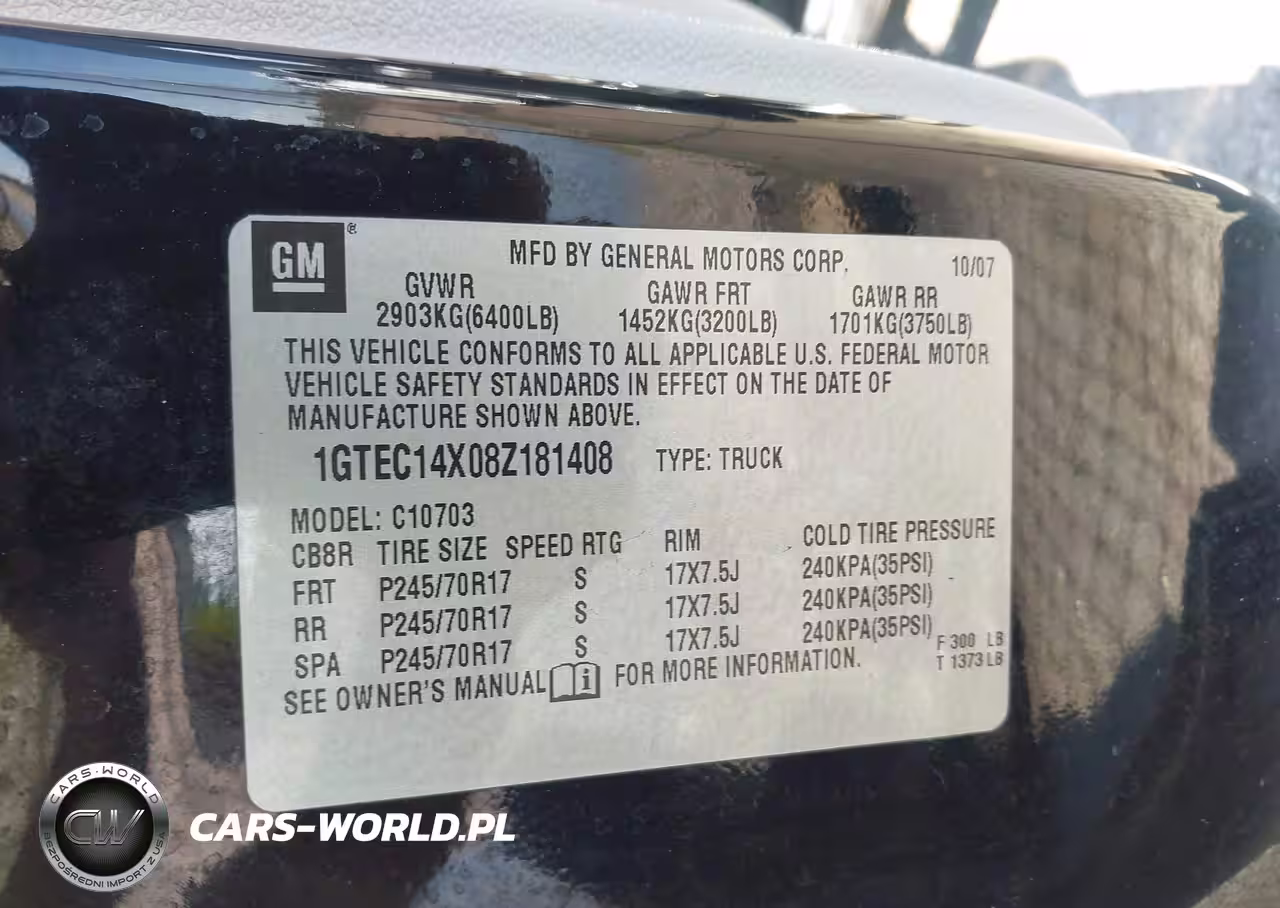 GM®
MFD BY GENERAL MOTORS CORP. 10/07
GVWR GAWR FRT GAWR RR
2903KG(6400LB) 1452KG(3200LB) 1701KG(3750LB)
THIS VEHICLE CONFORMS TO ALL APPLICABLE U.S. FEDERAL MOTOR
VEHICLE SAFETY STANDARDS IN EFFECT ON THE DATE OF
MANUFACTURE SHOWN ABOVE.
1GTEC14X08Z181408 TYPE: TRUCK
MODEL: C10703
CB8R TIRE SIZE SPEED RTG RIM COLD TIRE PRESSURE
FRT P245/70R17 S 17X7.5J 240KPA(35PSI)
RR P245/70R17 S 17X7.5J 240KPA(35PSI)
SPA P245/70R17 S 17X7.5J 240KPA(35PSI)
F 300 LB
T 1373 LB
SEE OWNER'S MANUAL i FOR MORE INFORMATION.
CARS-WORLD
CW
BEZPOŚREDNI IMPORT Z USA
CARS-WORLD.PL